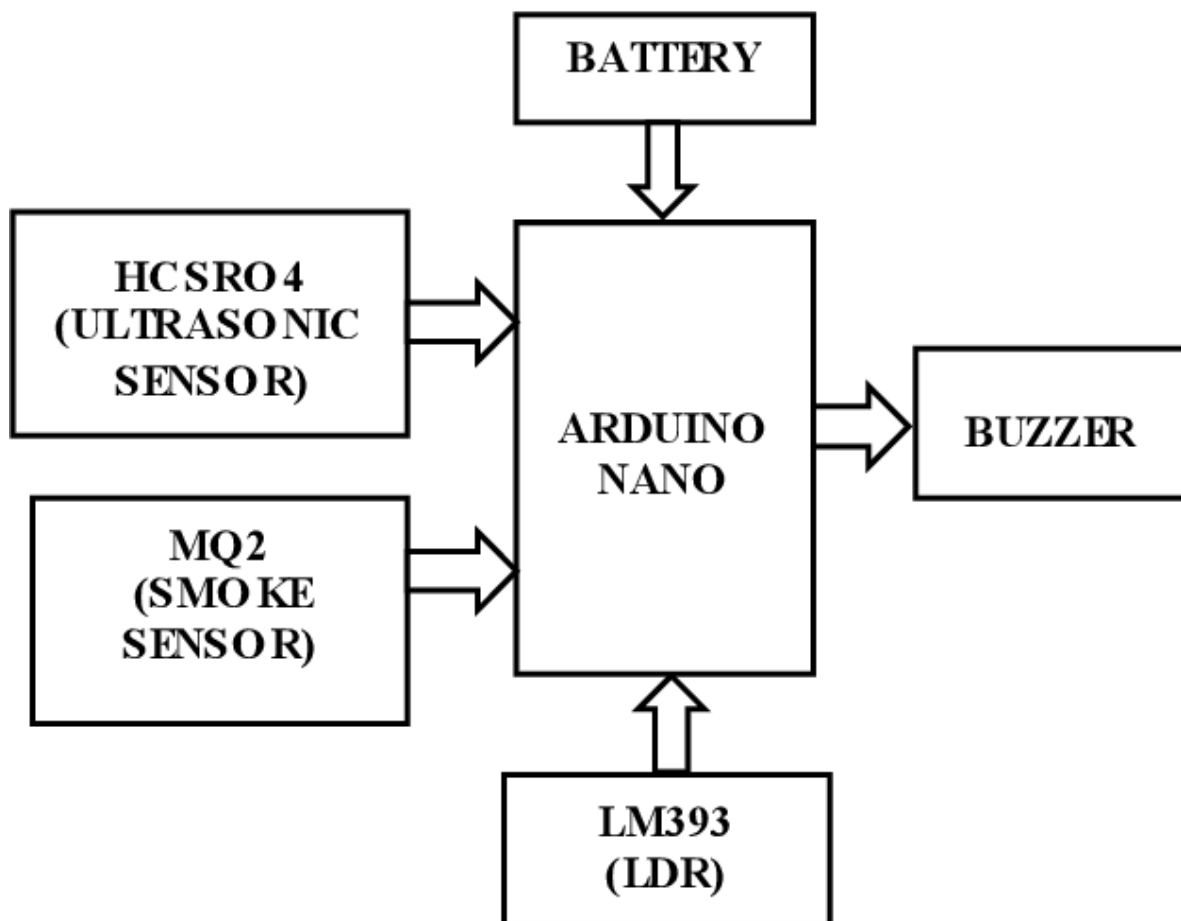 BATTERY
HCSRO4
(ULTRASONIC
SENSOR)
ARDUINO
NANO
BUZZER
MQ2
(SMOKE
SENSOR)
LM393
(LDR)